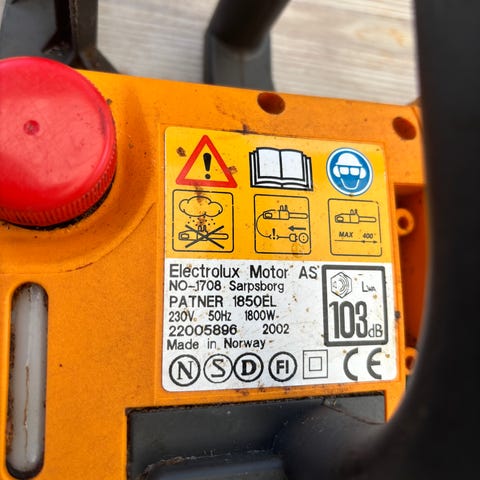 MAX 400
Electrolux Motor AS
NO-1708 Sarpsborg
PATNER 1850EL
230V 50Hz 1800W
22005896 2002
Made in Norway
LWA
103dB
N S D FI CE